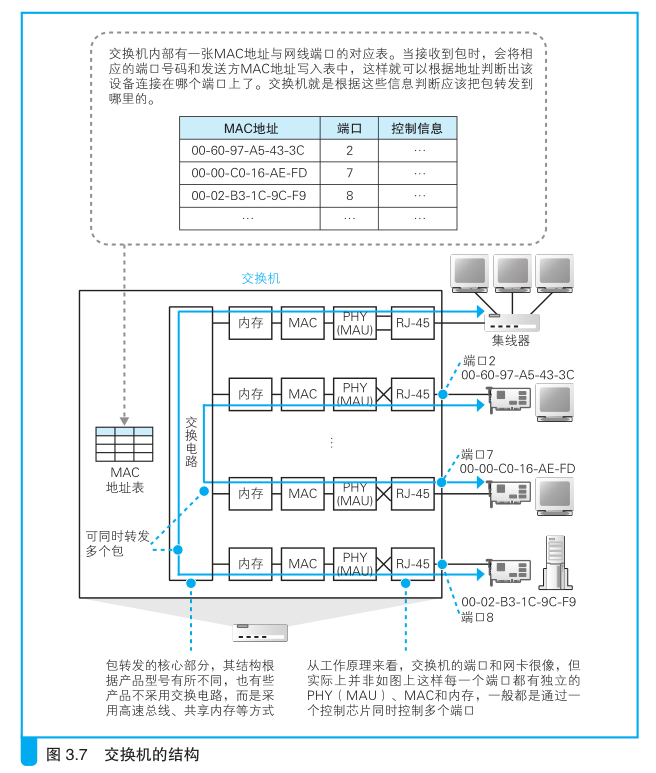 交换机内部有一张MAC地址与网线端口的对应表。当接收到包时，会将相
应的端口号码和发送方MAC地址写入表中，这样就可以根据地址判断出该
设备连接在哪个端口上了。交换机就是根据这些信息判断应该把包转发到
哪里的。
MAC地址 端口 控制信息
00-60-97-A5-43-3C 2 …
00-00-C0-16-AE-FD 7 …
00-02-B3-1C-9C-F9 8 …
… … …
交换机
内存 MAC PHY (MAU) RJ-45
集线器
端口2
00-60-97-A5-43-3C
内存 MAC PHY (MAU) RJ-45
交换电路
…
MAC
地址表
端口7
00-00-C0-16-AE-FD
内存 MAC PHY (MAU) RJ-45
可同时转发
多个包
内存 MAC PHY (MAU) RJ-45
00-02-B3-1C-9C-F9
端口8
包转发的核心部分，其结构根
据产品型号有所不同，也有些
产品不采用交换电路，而是采
用高速总线、共享内存等方式
从工作原理来看，交换机的端口和网卡很像，但
实际上并非如图上这样每一个端口都有独立的
PHY（MAU）、MAC和内存，一般都是通过一
个控制芯片同时控制多个端口
图 3.7 交换机的结构